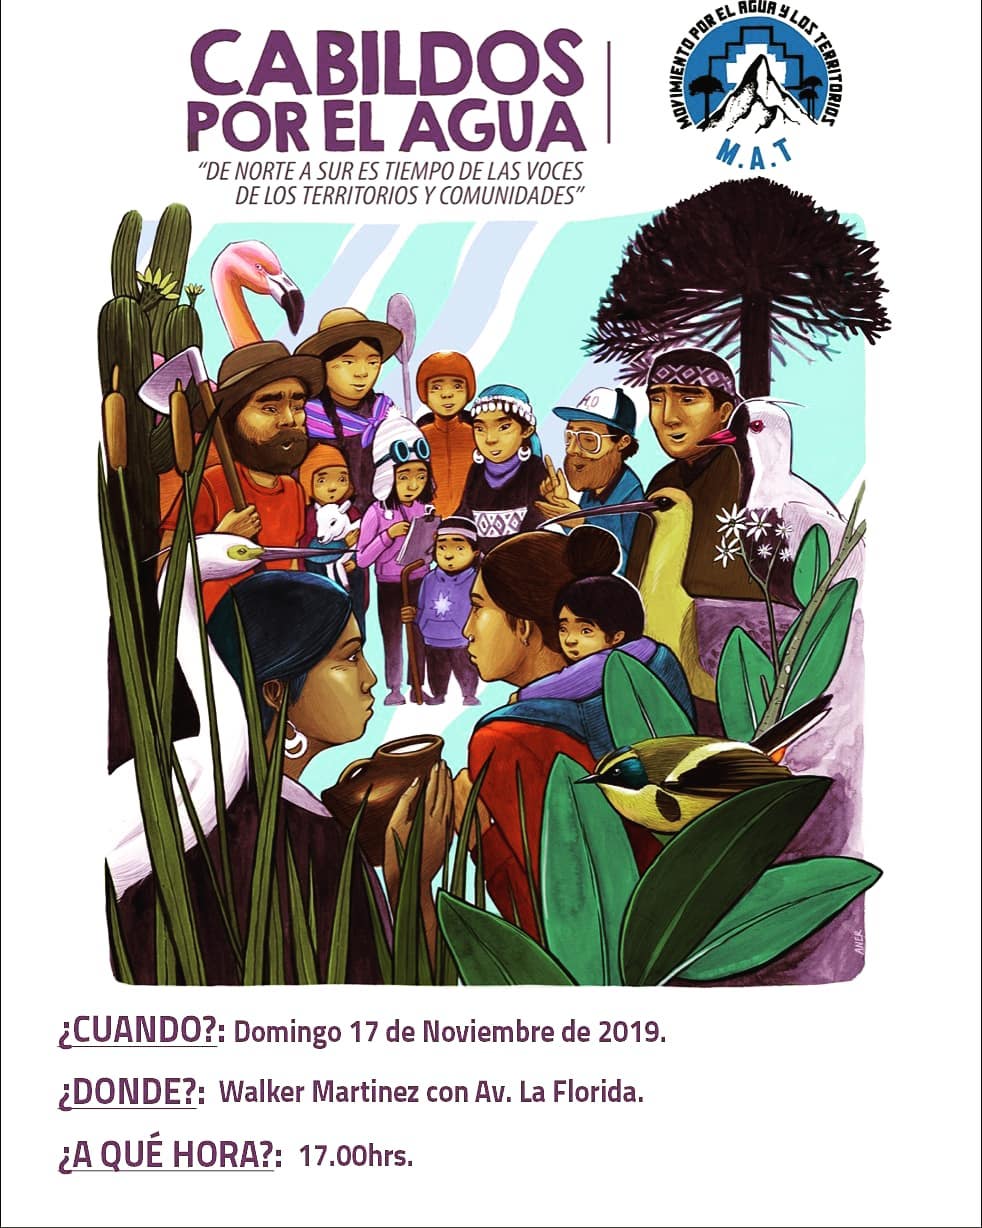 CABILDOS
POR EL AGUA
“DE NORTE A SUR ES TIEMPO DE LAS VOCES
DE LOS TERRITORIOS Y COMUNIDADES”
MOVIMIENTO POR EL AGUA Y LOS TERRITORIOS
M.A.T
H2O
ANER
¿CUANDO?: Domingo 17 de Noviembre de 2019.
¿DONDE?: Walker Martinez con Av. La Florida.
¿A QUÉ HORA?: 17.00hrs.